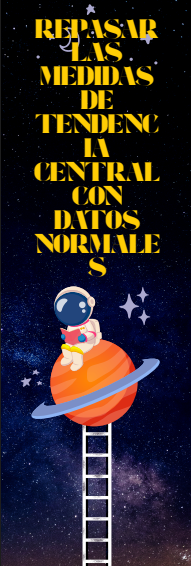 REPASAR
LAS
MEDIDAS
DE
TENDENC
IA
CENTRAL
CON
DATOS
NORMALE
S